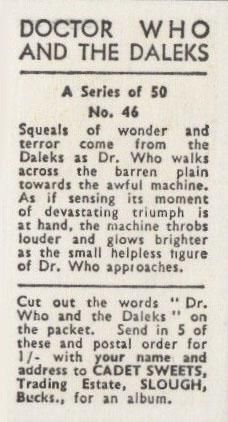 DOCTOR WHO
AND THE DALEKS
A Series of 50
No. 46
Squeals of wonder and
terror come from the
Daleks as Dr. Who walks
across the barren plain
towards the awful machine.
As if sensing its moment
of devastating triumph is
at hand, the machine throbs
louder and glows brighter
as the small helpless figure
of Dr. Who approaches.
Cut out the words " Dr.
Who and the Daleks " on
the packet. Send in 5 of
these and postal order for
1/- with your name and
address to CADET SWEETS,
Trading Estate, SLOUGH,
Bucks., for an album.